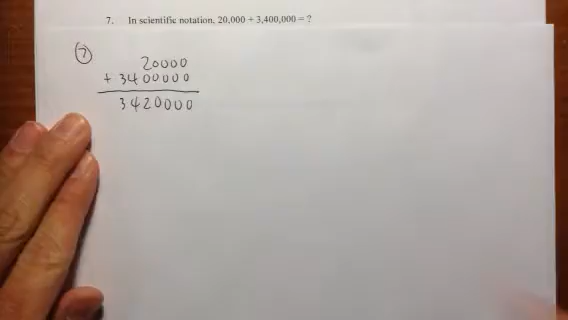 7. In scientific notation, 20,000 + 3,400,000 = ?
7
20000
+ 3400000
3420000